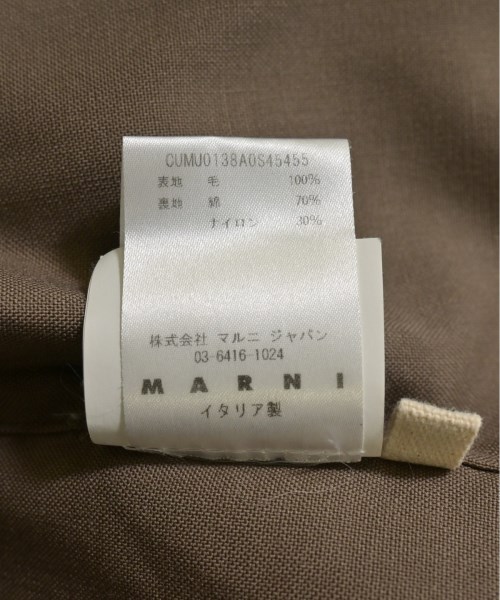 CUMU0138A0S45455
表地 毛 100%
裏地 綿 70%
ナイロン 30%
株式会社 マルニ ジャパン
03-6416-1024
MARNI
イタリア製